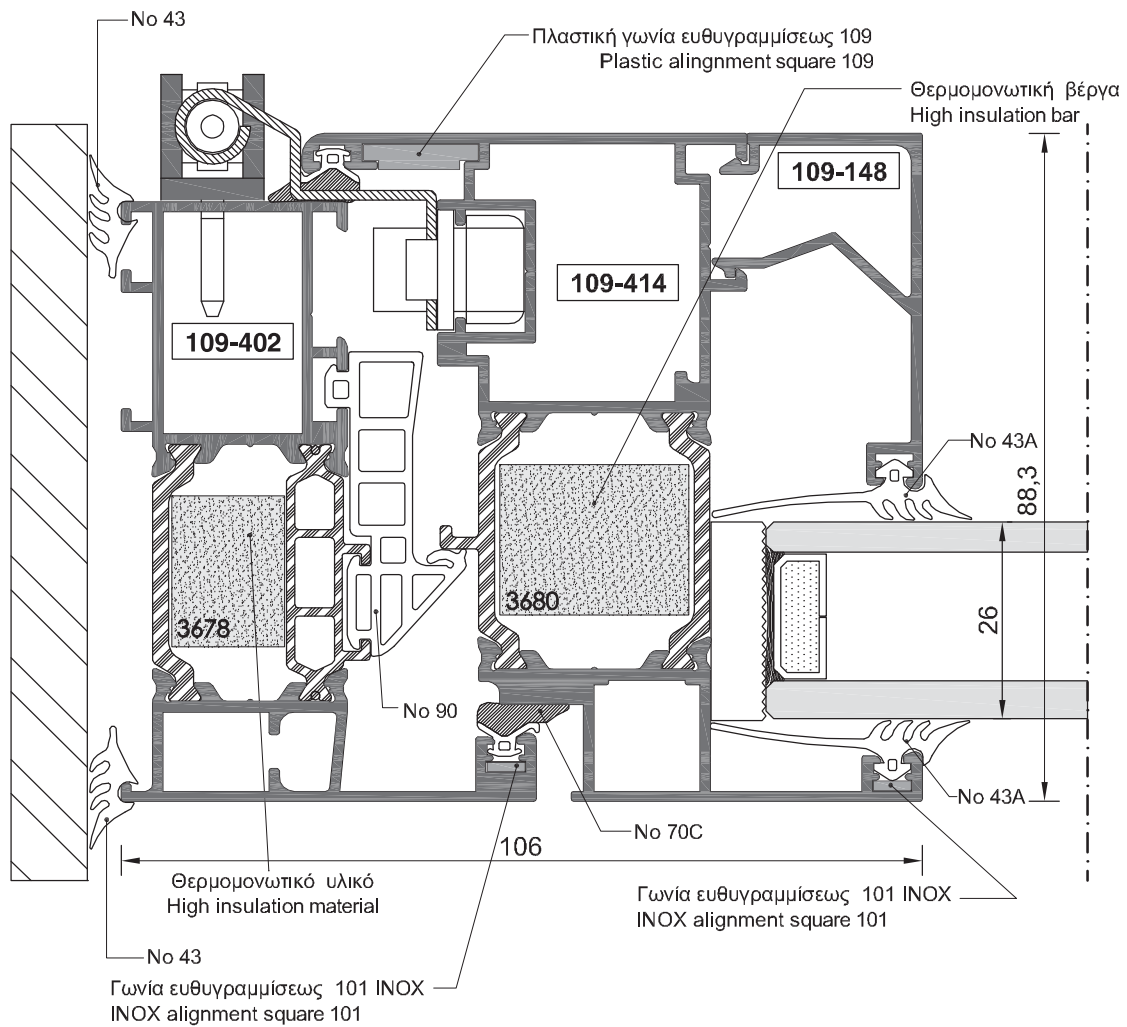 No 43
Πλαστική γωνία ευθυγραμμίσεως 109
Plastic alingnment square 109
Θερμομονωτική βέργα
High insulation bar
109-148
109-414
109-402
No 43A
88,3
3678
3680
26
No 90
No 43A
No 70C
106
Θερμομονωτικό υλικό
High insulation material
Γωνία ευθυγραμμίσεως 101 INOX
INOX alignment square 101
No 43
Γωνία ευθυγραμμίσεως 101 INOX
INOX alignment square 101